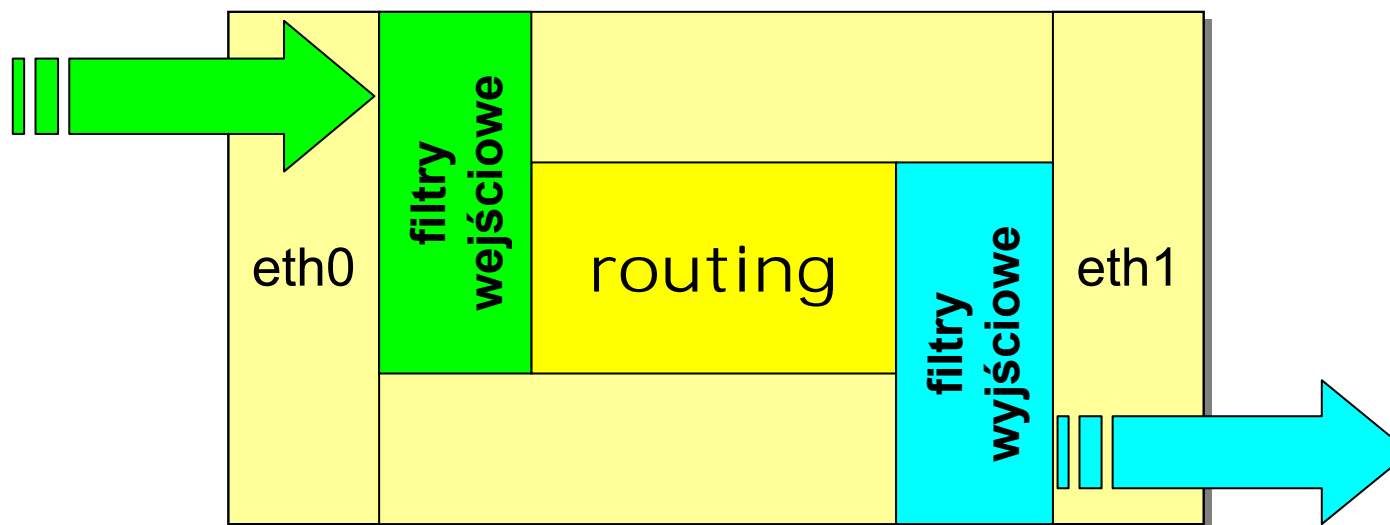 eth0
filtry
wejściowe
routing
filtry
wyjściowe
eth1